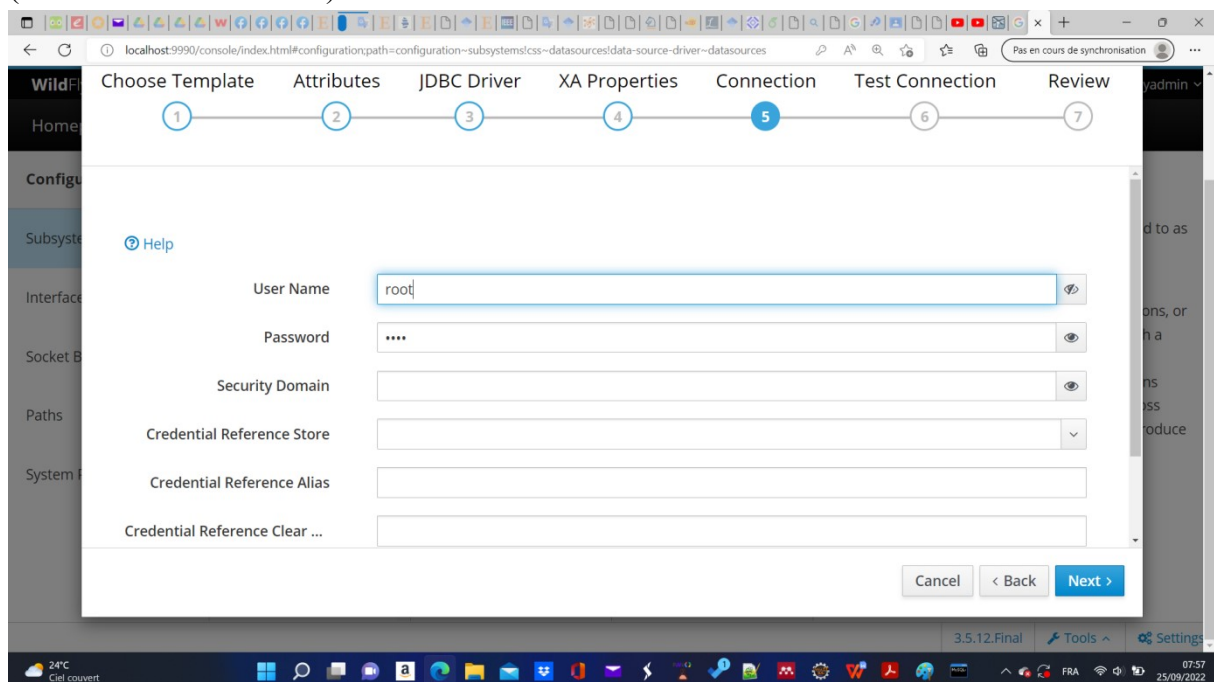 localhost:9990/console/index.html#configuration;path=configuration~subsystems!css~datasources!data-source-driver~datasources
Pas en cours de synchronisation
WildF
yadmin
Home
Choose Template Attributes JDBC Driver XA Properties Connection Test Connection Review
1 2 3 4 5 6 7
Configu
Subsyste
d to as
Help
User Name root
Interface
ons, or
Password ••••
h a
Socket B
Security Domain
ns
oss
Paths
Credential Reference Store
roduce
System
Credential Reference Alias
Credential Reference Clear ...
Cancel < Back Next >
3.5.12.Final Tools Settings
24°C
Ciel couvert
FRA
07:57
25/09/2022